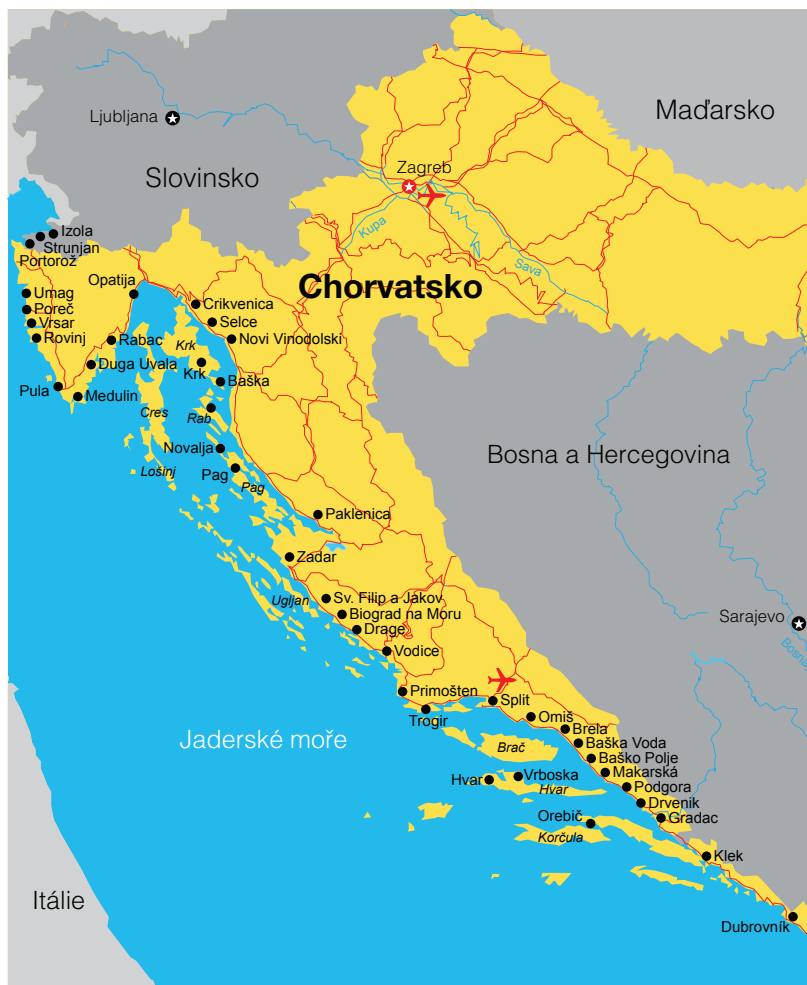 Maďarsko
Ljubljana
Zagreb
Slovinsko
Kupa
Izola
Strunjan
Portorož
Sava
Opatija
Chorvatsko
Umag
Crikvenica
Poreč
Selce
Vrsar
Rovinj
Rabac
Krk
Novi Vinodolski
Duga Uvala
Krk
Baška
Pula
Medulin
Cres
Rab
Novalja
Bosna a Hercegovina
Lošinj
Pag
Pag
Paklenica
Zadar
Ugljan
Sv. Filip a Jakov
Biograd na Moru
Sarajevo
Drage
Vodice
Bosna
Primošten
Split
Trogir
Omiš
Brela
Jaderské moře
Brač
Baška Voda
Baško Polje
Hvar
Vrboska
Makarská
Hvar
Podgora
Drvenik
Orebič
Gradac
Korčula
Klek
Itálie
Dubrovník